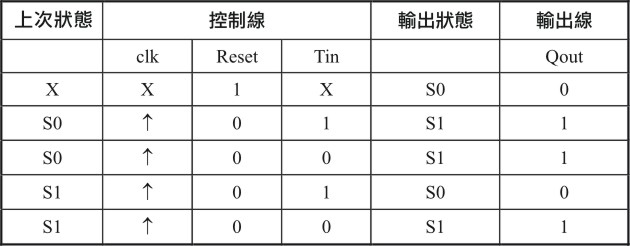 上次狀態 控制線 輸出狀態 輸出線
clk Reset Tin Qout
X X 1 X S0 0
S0 ↑ 0 1 S1 1
S0 ↑ 0 0 S1 1
S1 ↑ 0 1 S0 0
S1 ↑ 0 0 S1 1